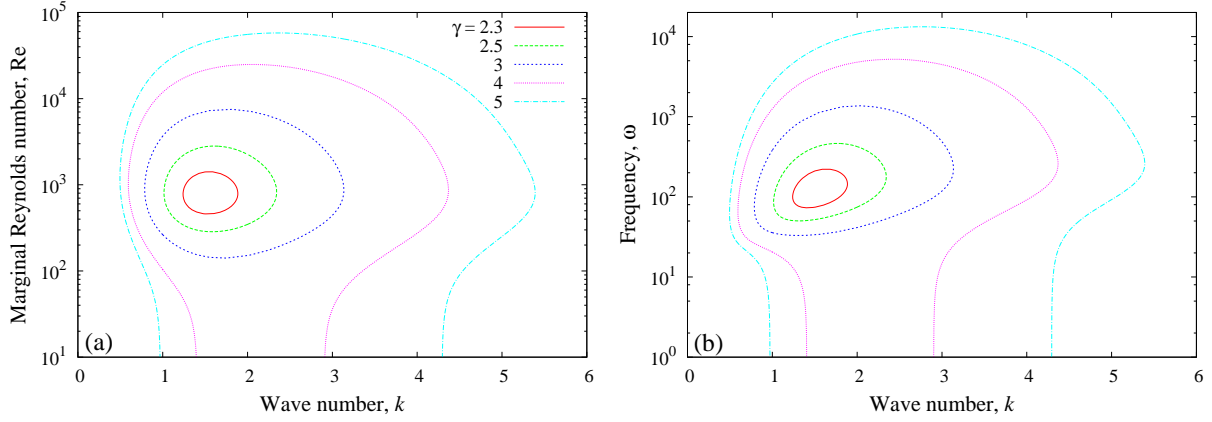 10^5
10^4
10^3
10^2
10^1
Marginal Reynolds number, Re
γ = 2.3
2.5
3
4
5
(a)
0 1 2 3 4 5 6
Wave number, k
10^4
10^3
10^2
10^1
10^0
Frequency, ω
(b)
0 1 2 3 4 5 6
Wave number, k